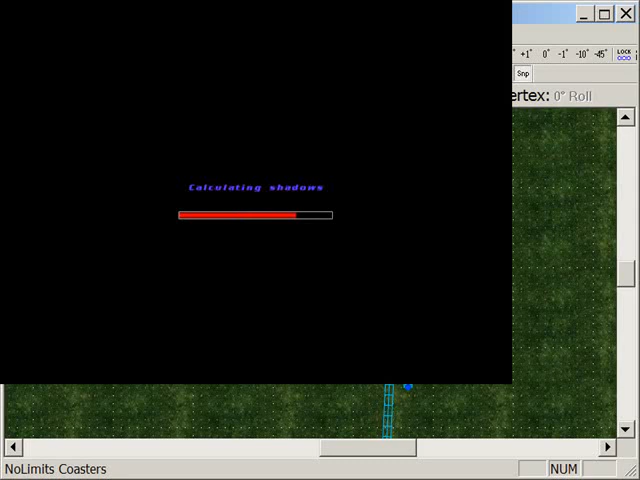 ° +1° 0° -1° -10° -45° LOCK
Snp
ertex: 0° Roll
Calculating shadows
NoLimits Coasters NUM